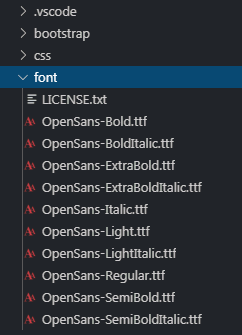 .vscode
bootstrap
css
font
LICENSE.txt
OpenSans-Bold.ttf
OpenSans-BoldItalic.ttf
OpenSans-ExtraBold.ttf
OpenSans-ExtraBoldItalic.ttf
OpenSans-Italic.ttf
OpenSans-Light.ttf
OpenSans-LightItalic.ttf
OpenSans-Regular.ttf
OpenSans-SemiBold.ttf
OpenSans-SemiBoldItalic.ttf